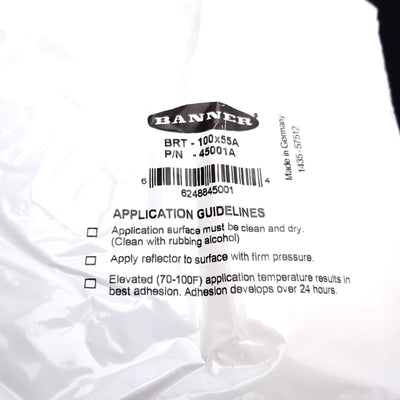 BANNER
BRT - 100x55A
P/N - 45001A
6 6248845001 4
Made in Germany
1435-57512
APPLICATION GUIDELINES
Application surface must be clean and dry.
(Clean with rubbing alcohol)
Apply reflector to surface with firm pressure.
Elevated (70-100F) application temperature results in
best adhesion. Adhesion develops over 24 hours.